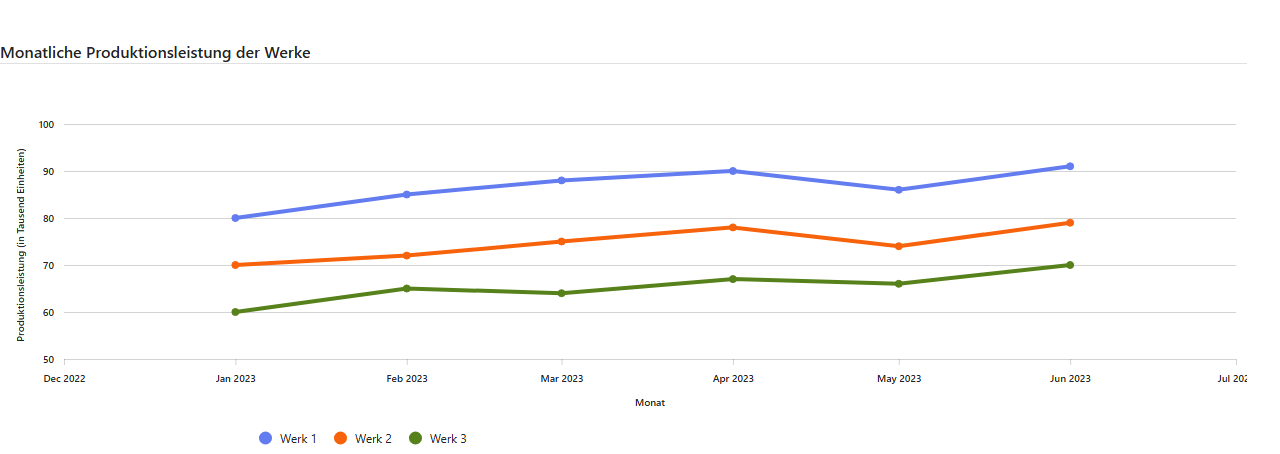 Monatliche Produktionsleistung der Werke
Produktionsleistung (in Tausend Einheiten)
100
90
80
70
60
50
Dec 2022 Jan 2023 Feb 2023 Mar 2023 Apr 2023 May 2023 Jun 2023 Jul
Monat
Werk 1 Werk 2 Werk 3